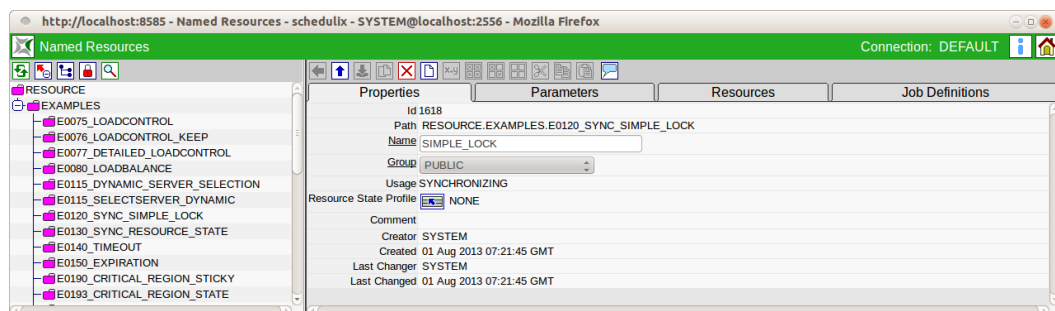 http://localhost:8585 - Named Resources - schedulix - SYSTEM@localhost:2556 - Mozilla Firefox
Named Resources
Connection: DEFAULT
RESOURCE
EXAMPLES
E0075_LOADCONTROL
E0076_LOADCONTROL_KEEP
E0077_DETAILED_LOADCONTROL
E0080_LOADBALANCE
E0115_DYNAMIC_SERVER_SELECTION
E0115_SELECTSERVER_DYNAMIC
E0120_SYNC_SIMPLE_LOCK
E0130_SYNC_RESOURCE_STATE
E0140_TIMEOUT
E0150_EXPIRATION
E0190_CRITICAL_REGION_STICKY
E0193_CRITICAL_REGION_STATE
Properties Parameters Resources Job Definitions
Id 1618
Path RESOURCE.EXAMPLES.E0120_SYNC_SIMPLE_LOCK
Name SIMPLE_LOCK
Group PUBLIC
Usage SYNCHRONIZING
Resource State Profile NONE
Comment
Creator SYSTEM
Created 01 Aug 2013 07:21:45 GMT
Last Changer SYSTEM
Last Changed 01 Aug 2013 07:21:45 GMT